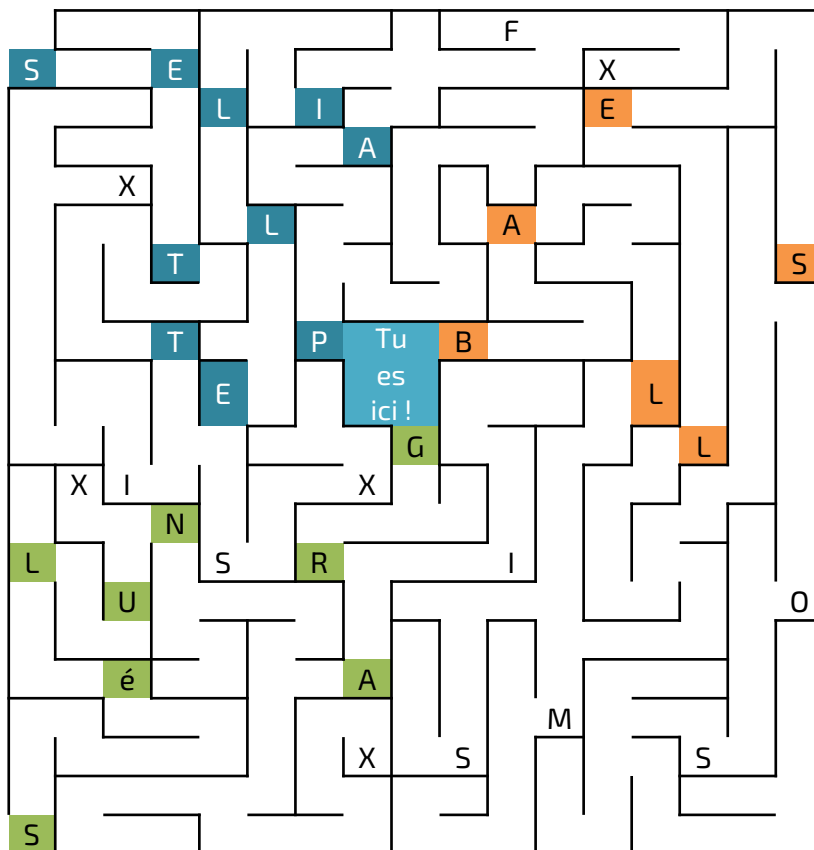 F
S E X
L I E
A
X
L A
T S
T P Tu B
es
E L
ici !
G L
X I X
N
L S R I
U O
é A
M
X S S
S